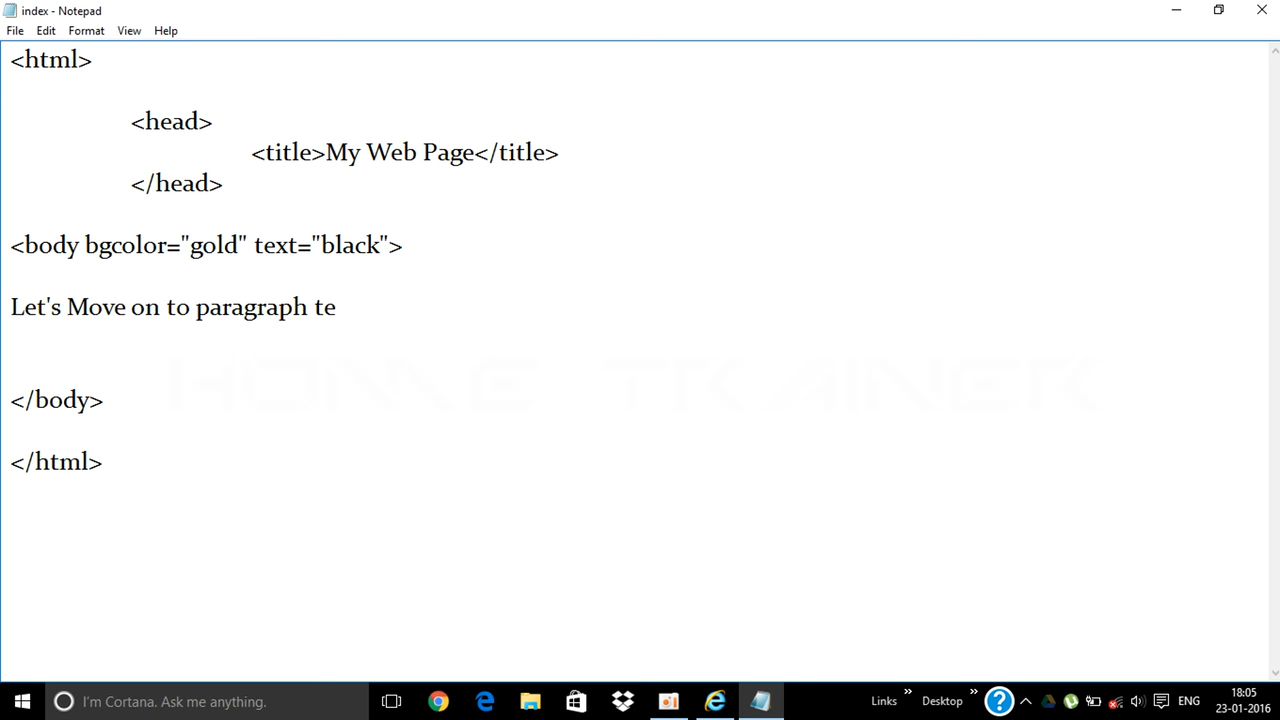 index - Notepad
File Edit Format View Help
<html>
<head>
<title>My Web Page</title>
</head>
<body bgcolor="gold" text="black">
Let's Move on to paragraph te
HOME TRAINER
</body>
</html>
I'm Cortana. Ask me anything.
Links » Desktop » ? ENG 18:05
23-01-2016